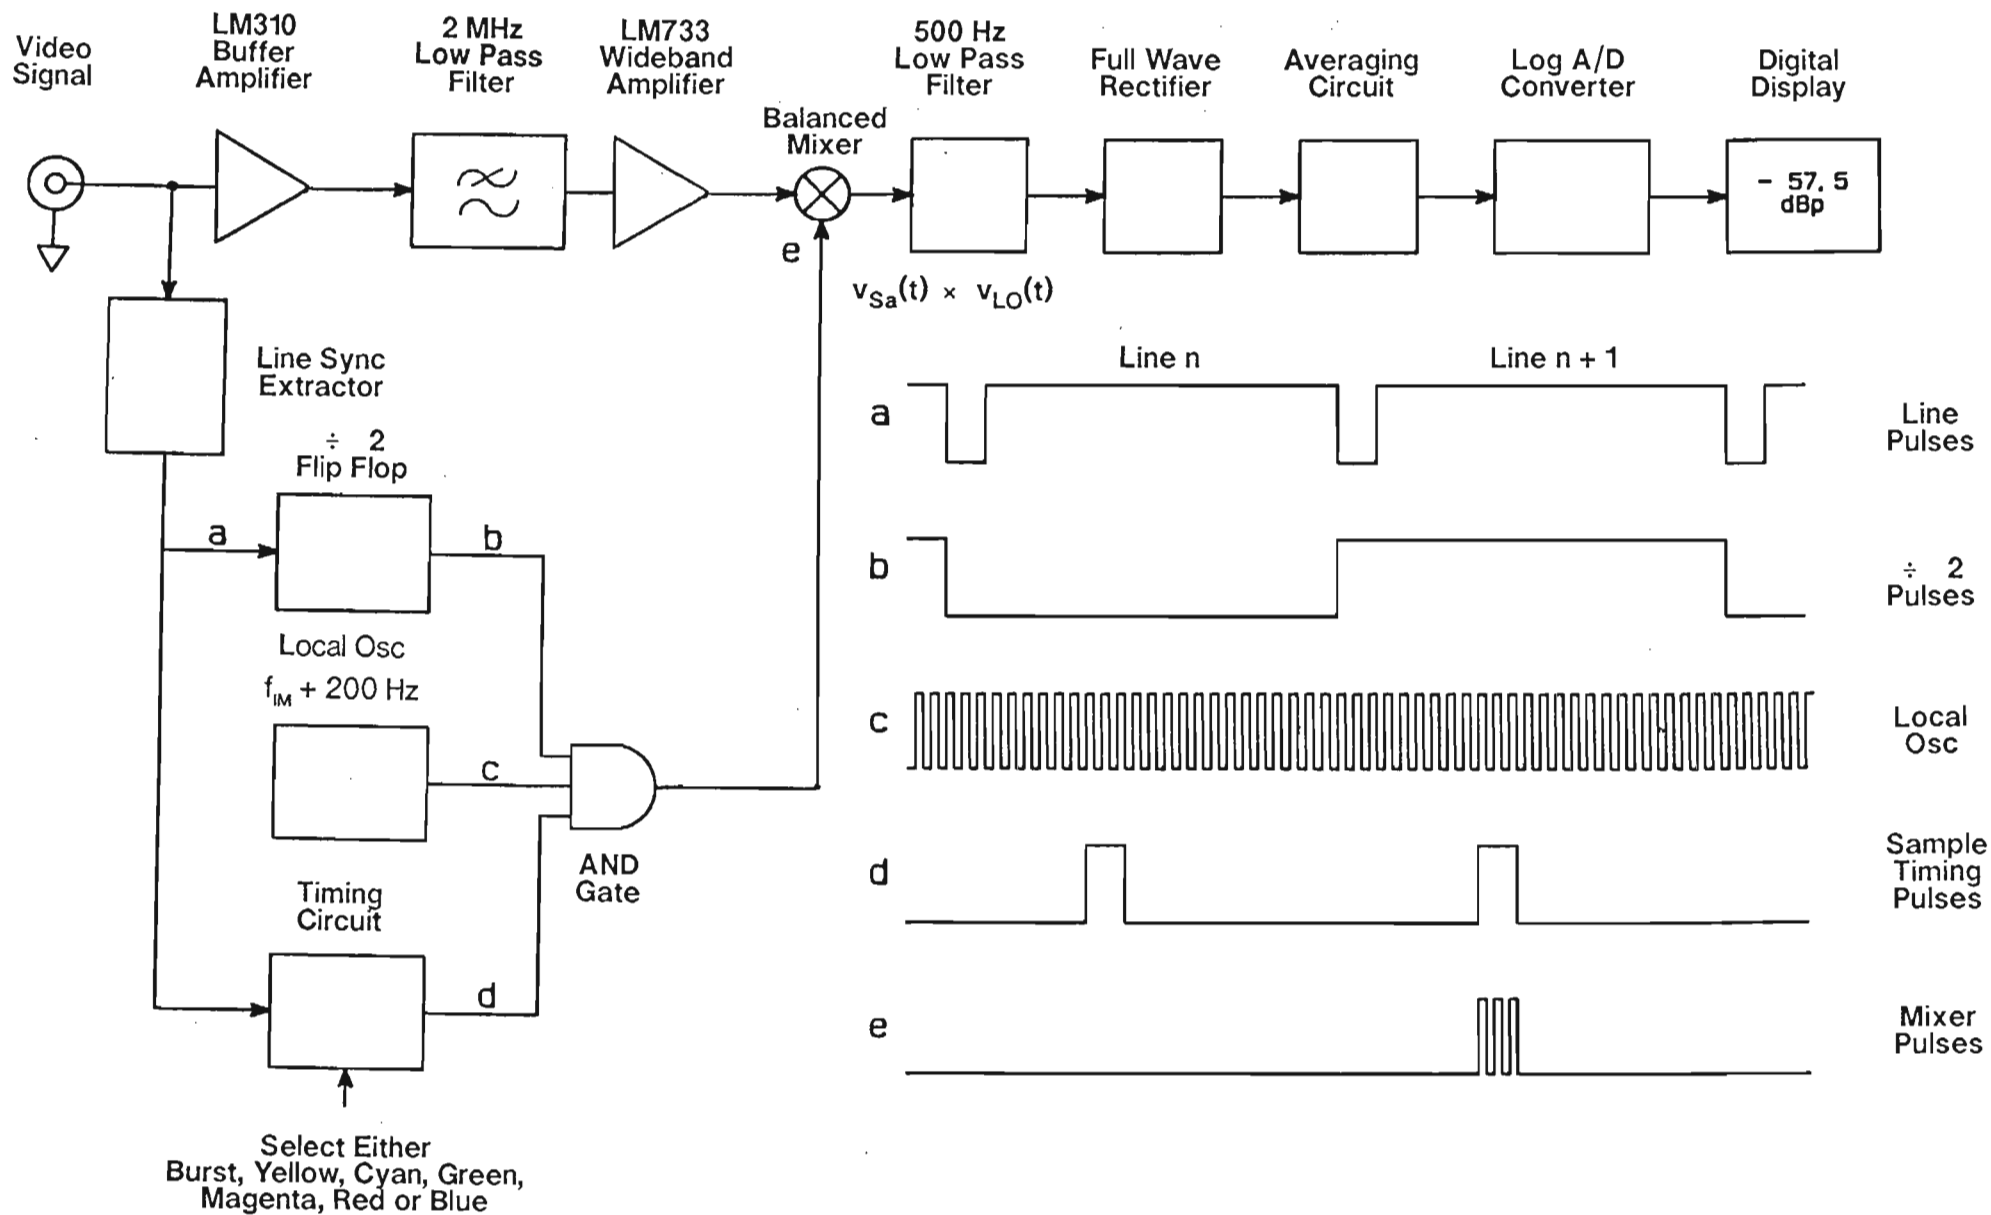 Video
Signal
LM310
Buffer
Amplifier
2 MHz
Low Pass
Filter
LM733
Wideband
Amplifier
Balanced
Mixer
500 Hz
Low Pass
Filter
Full Wave
Rectifier
Averaging
Circuit
Log A/D
Converter
Digital
Display
- 57.5
dBp
e
vSa(t) × vLO(t)
Line Sync
Extractor
÷ 2
Flip Flop
a
b
Local Osc
fIM + 200 Hz
c
AND
Gate
Timing
Circuit
d
Select Either
Burst, Yellow, Cyan, Green,
Magenta, Red or Blue
Line n
Line n + 1
a
Line
Pulses
b
÷ 2
Pulses
c
Local
Osc
d
Sample
Timing
Pulses
e
Mixer
Pulses